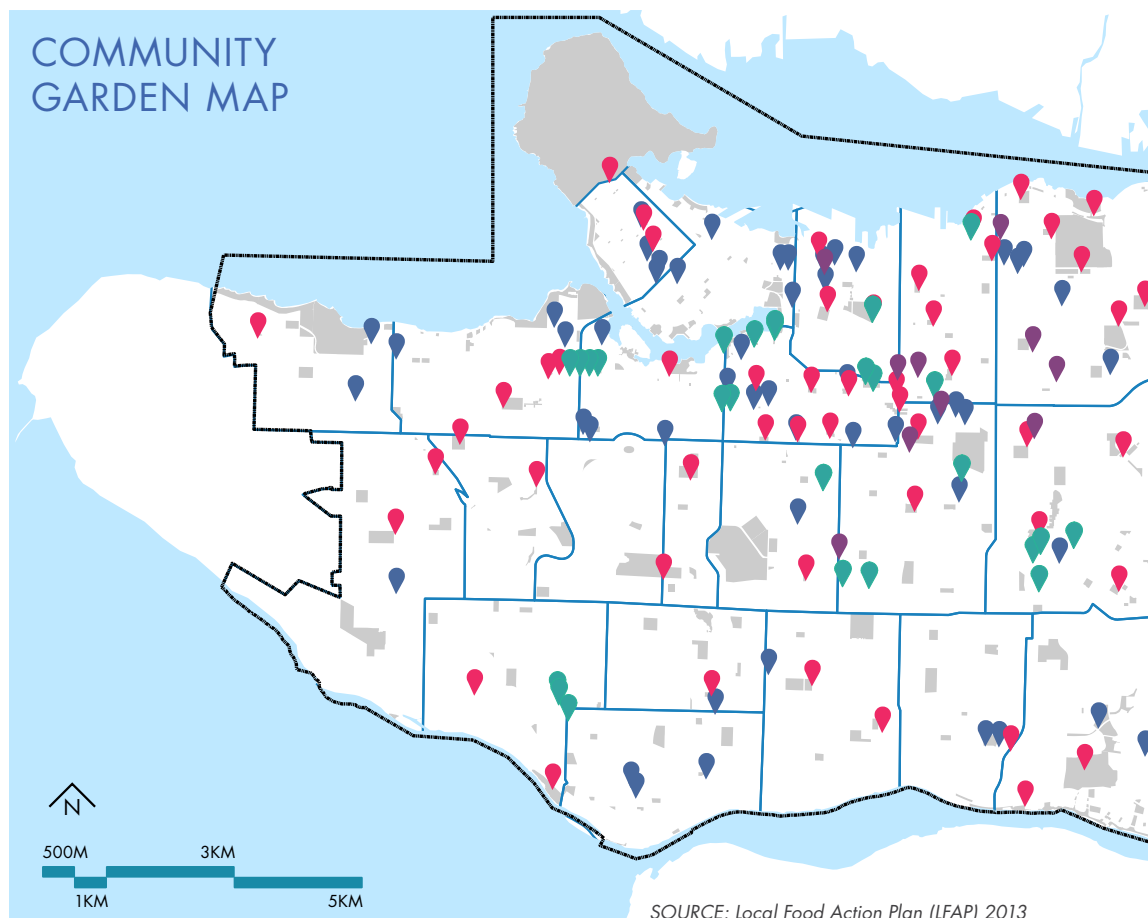 COMMUNITY
GARDEN MAP
N
500M 3KM
1KM 5KM
SOURCE: Local Food Action Plan (LFAP) 2013